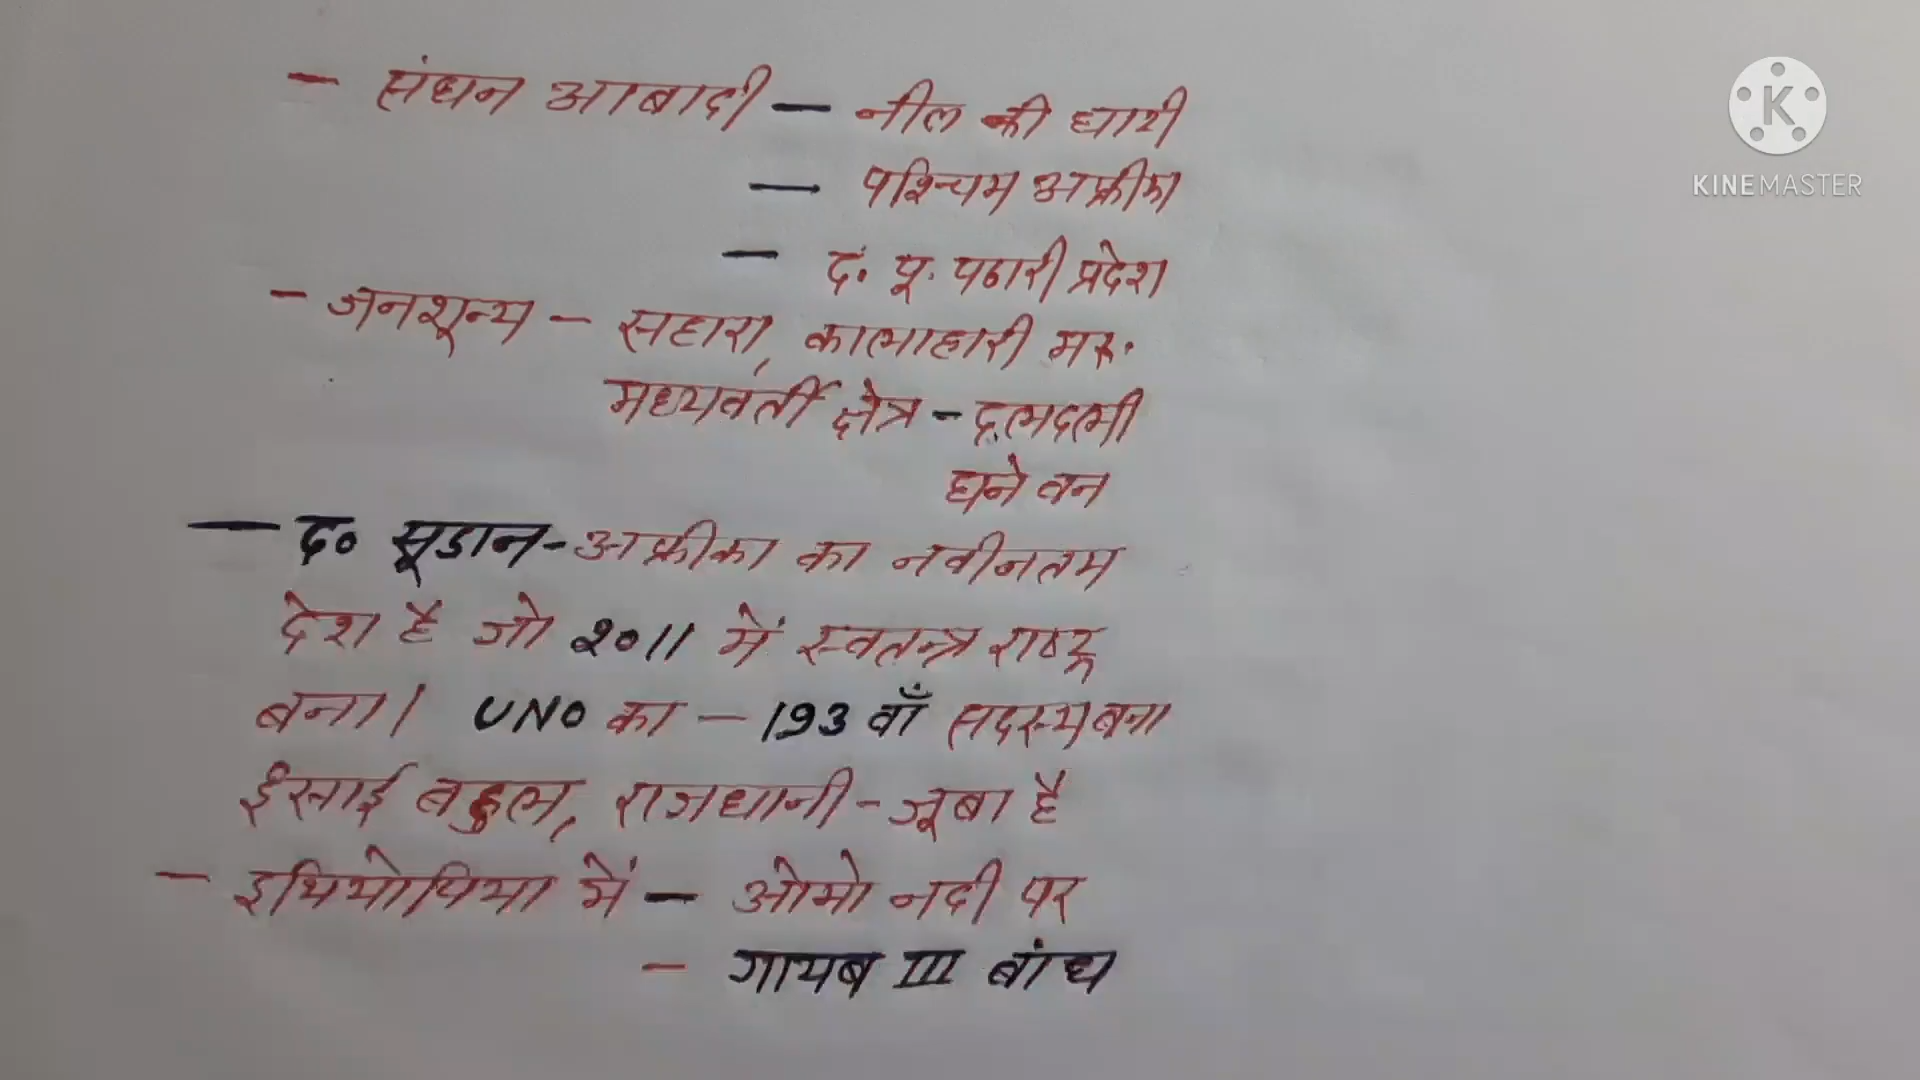 - संघन आबादी - नील की घाटी
- पश्चिम अफ्रीका
- द. पू. पठारी प्रदेश
- जनशून्य - सहारा, कालाहारी मरु.
मध्यवर्ती क्षेत्र - दलदली
घने वन
- द० सूडान - अफ्रीका का नवीनतम
देश है जो 2011 में स्वतन्त्र राष्ट्र
बना। UNO का - 193 वाँ सदस्य बना
ईसाई बहुल, राजधानी - जूबा है
- इथियोपिया में - ओमो नदी पर
- गायब III बांध
K
KINEMASTER